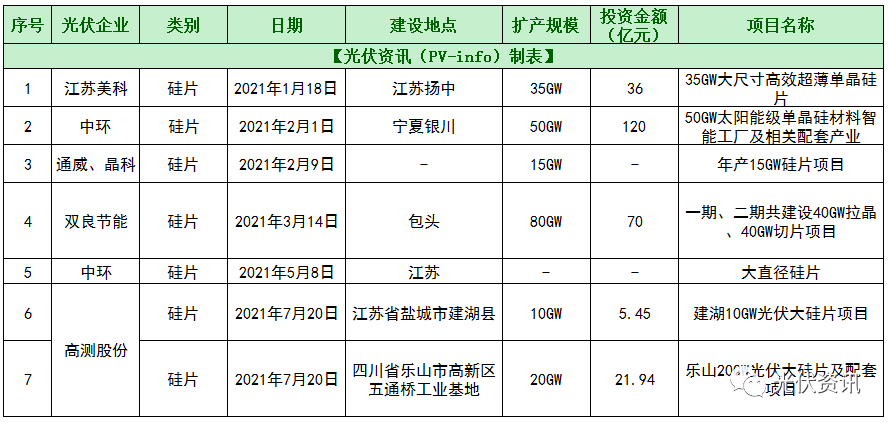 序号 光伏企业 类别 日期 建设地点 扩产规模 投资金额（亿元） 项目名称
【光伏资讯（PV-info）制表】
1 江苏美科 硅片 2021年1月18日 江苏扬中 35GW 36 35GW大尺寸高效超薄单晶硅片
2 中环 硅片 2021年2月1日 宁夏银川 50GW 120 50GW太阳能级单晶硅材料智能工厂及相关配套产业
3 通威、晶科 硅片 2021年2月9日 - 15GW - 年产15GW硅片项目
4 双良节能 硅片 2021年3月14日 包头 80GW 70 一期、二期共建设40GW拉晶、40GW切片项目
5 中环 硅片 2021年5月8日 江苏 - - 大直径硅片
6 高测股份 硅片 2021年7月20日 江苏省盐城市建湖县 10GW 5.45 建湖10GW光伏大硅片项目
7 硅片 2021年7月20日 四川省乐山市高新区五通桥工业基地 20GW 21.94 乐山20GW光伏大硅片及配套项目
光伏资讯